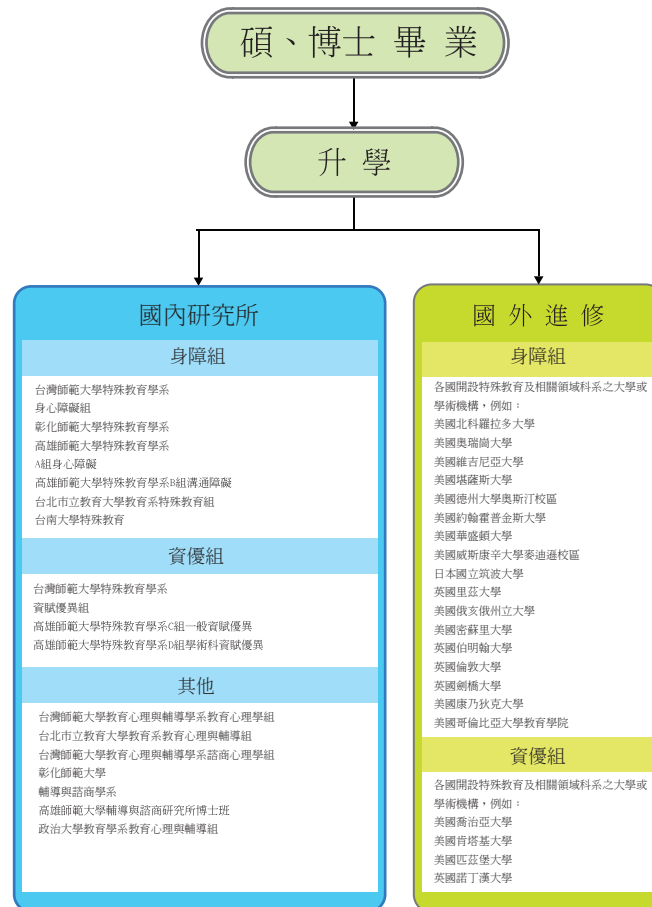 碩、博士 畢 業
升 學
國內研究所
身障組
台灣師範大學特殊教育學系
身心障礙組
彰化師範大學特殊教育學系
高雄師範大學特殊教育學系
A組身心障礙
高雄師範大學特殊教育學系B組溝通障礙
台北市立教育大學教育系特殊教育組
台南大學特殊教育
資優組
台灣師範大學特殊教育學系
資賦優異組
高雄師範大學特殊教育學系C組一般資賦優異
高雄師範大學特殊教育學系D組學術科資賦優異
其他
台灣師範大學教育心理與輔導學系教育心理學組
台北市立教育大學教育系教育心理與輔導組
台灣師範大學教育心理與輔導學系諮商心理學組
彰化師範大學
輔導與諮商學系
高雄師範大學輔導與諮商研究所博士班
政治大學教育學系教育心理與輔導組
國 外 進 修
身障組
各國開設特殊教育及相關領域科系之大學或
學術機構，例如：
美國北科羅拉多大學
美國奧瑞崗大學
美國維吉尼亞大學
美國堪薩斯大學
美國德州大學奧斯汀校區
美國約翰霍普金斯大學
美國華盛頓大學
美國威斯康辛大學麥迪遜校區
日本國立筑波大學
英國里茲大學
美國俄亥俄州立大學
美國密蘇里大學
英國伯明翰大學
英國倫敦大學
英國劍橋大學
美國康乃狄克大學
美國哥倫比亞大學教育學院
資優組
各國開設特殊教育及相關領域科系之大學或
學術機構，例如：
美國喬治亞大學
美國肯塔基大學
美國匹茲堡大學
英國諾丁漢大學